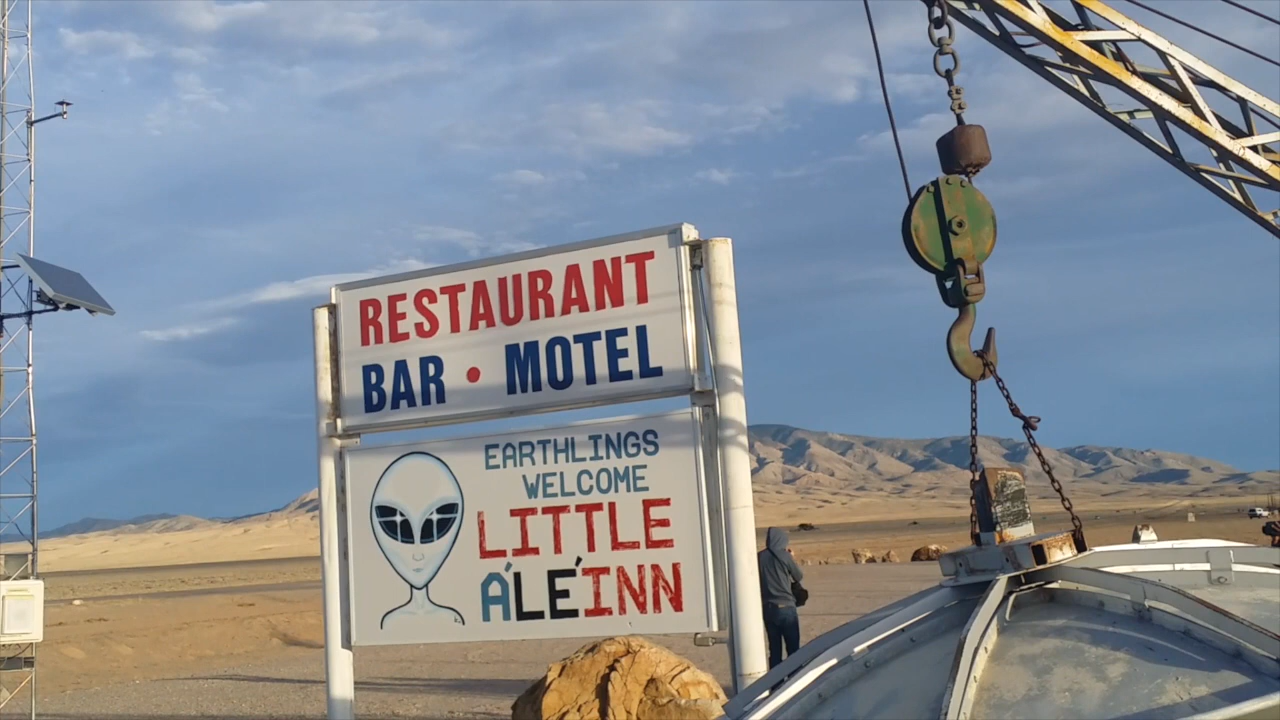 RESTAURANT
BAR • MOTEL
EARTHLINGS
WELCOME
LITTLE
A'LE'INN